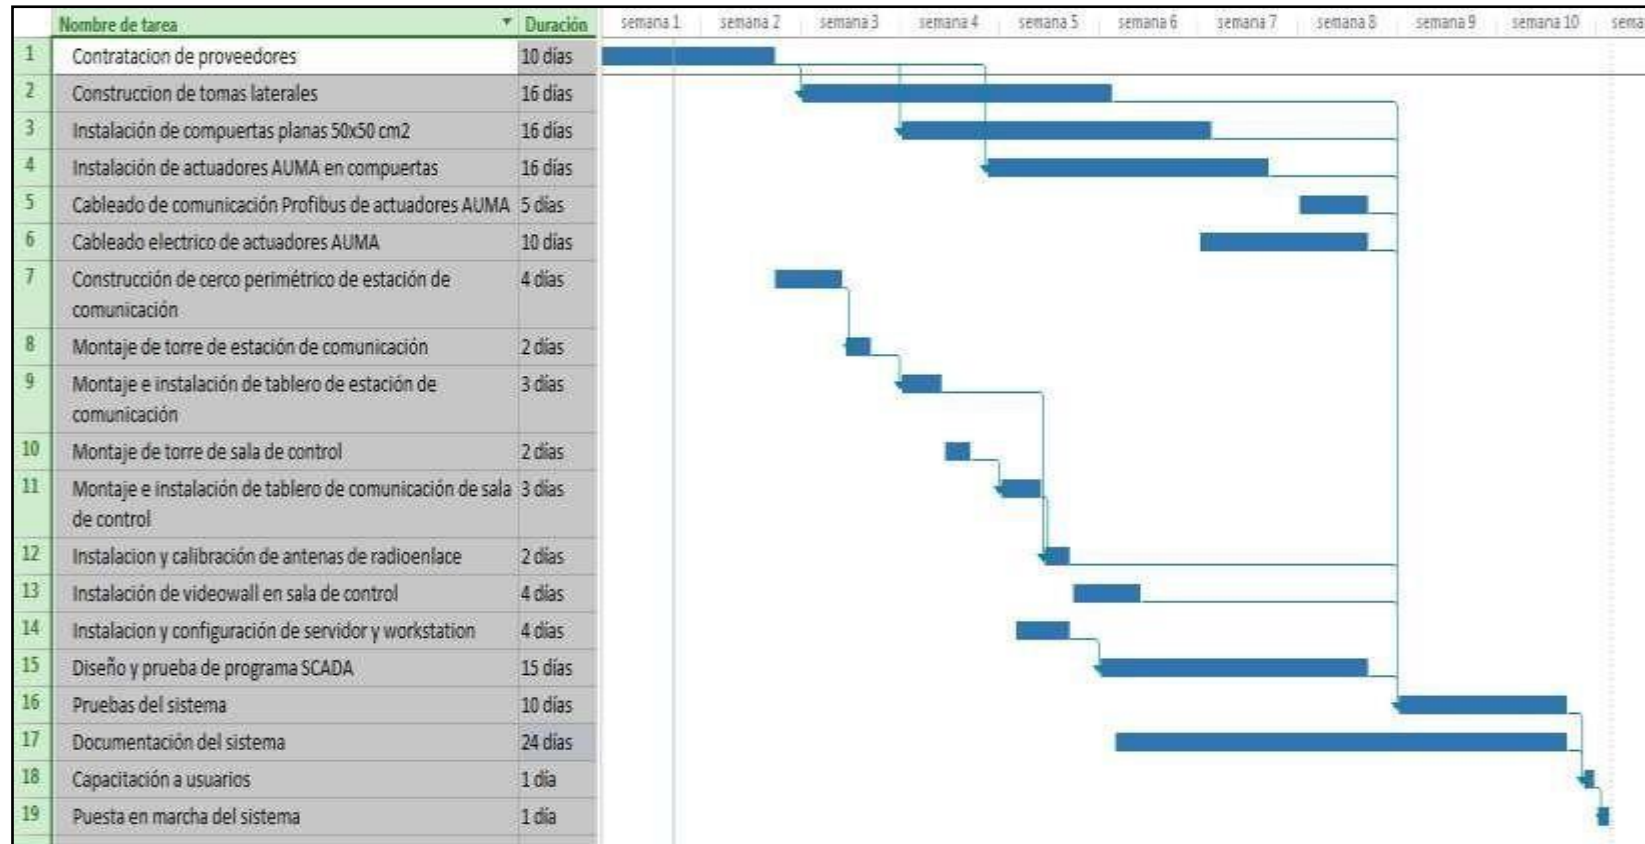 Nombre de tarea Duración semana 1 semana 2 semana 3 semana 4 semana 5 semana 6 semana 7 semana 8 semana 9 semana 10 sema
1 Contratacion de proveedores 10 días
2 Construccion de tomas laterales 16 días
3 Instalación de compuertas planas 50x50 cm2 16 días
4 Instalación de actuadores AUMA en compuertas 16 días
5 Cableado de comunicación Profibus de actuadores AUMA 5 días
6 Cableado electrico de actuadores AUMA 10 días
7 Construcción de cerco perimétrico de estación de 4 días
comunicación
8 Montaje de torre de estación de comunicación 2 días
9 Montaje e instalación de tablero de estación de 3 días
comunicación
10 Montaje de torre de sala de control 2 días
11 Montaje e instalación de tablero de comunicación de sala 3 días
de control
12 Instalacion y calibración de antenas de radioenlace 2 días
13 Instalación de videowall en sala de control 4 días
14 Instalacion y configuración de servidor y workstation 4 días
15 Diseño y prueba de programa SCADA 15 días
16 Pruebas del sistema 10 días
17 Documentación del sistema 24 días
18 Capacitación a usuarios 1 día
19 Puesta en marcha del sistema 1 día